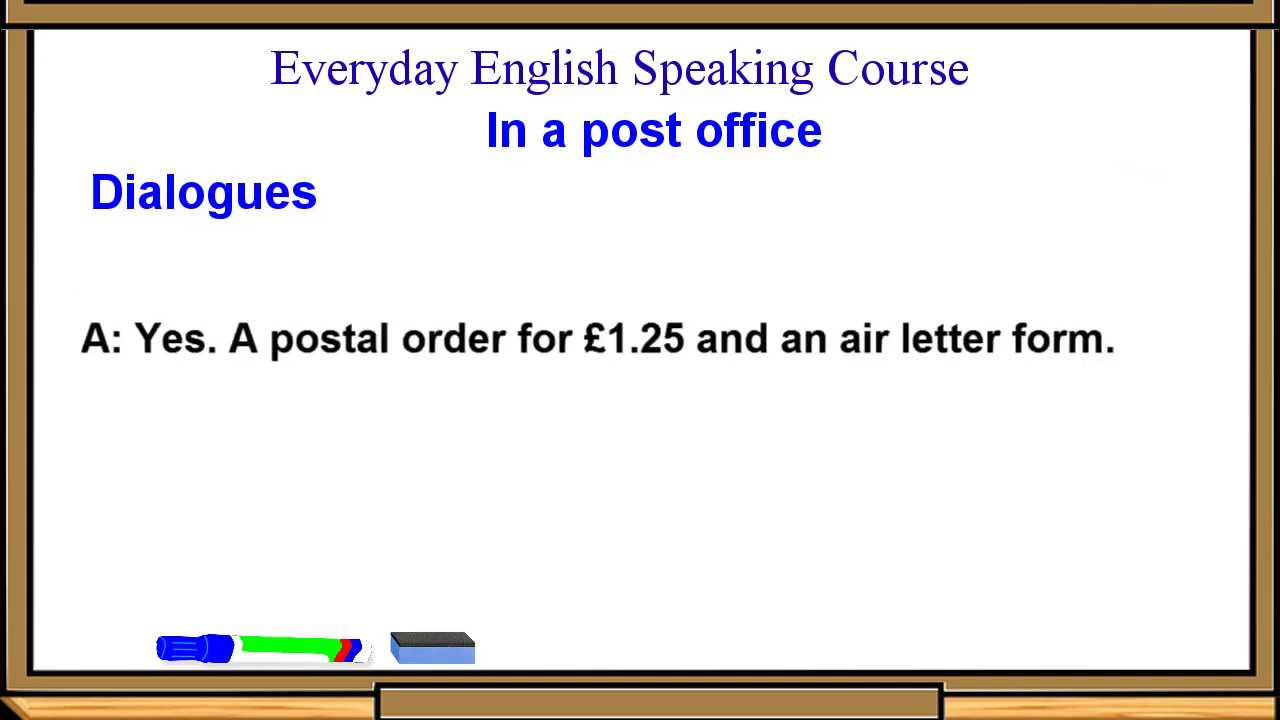 Everyday English Speaking Course
In a post office
Dialogues
A: Yes. A postal order for £1.25 and an air letter form.